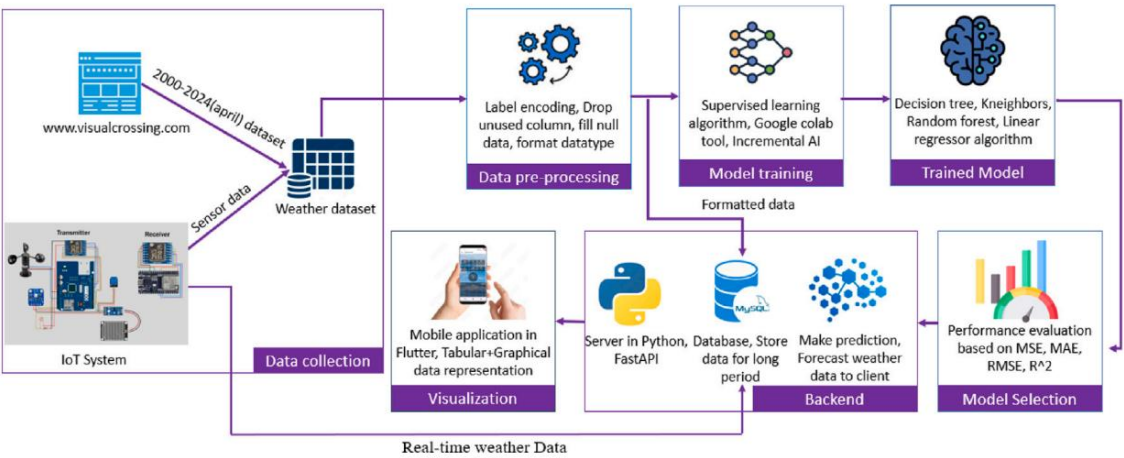 www.visualcrossing.com
2000-2024(april) dataset
Sensor data
Weather dataset
Transmitter
Receiver
IoT System
Data collection
Label encoding, Drop
unused column, fill null
data, format datatype
Data pre-processing
Supervised learning
algorithm, Google colab
tool, Incremental AI
Model training
Decision tree, Kneighbors,
Random forest, Linear
regressor algorithm
Trained Model
Formatted data
Mobile application in
Flutter, Tabular+Graphical
data representation
Visualization
Server in Python,
FastAPI
MySQL
Database, Store
data for long
period
Make prediction,
Forecast weather
data to client
Backend
Performance evaluation
based on MSE, MAE,
RMSE, R^2
Model Selection
Real-time weather Data